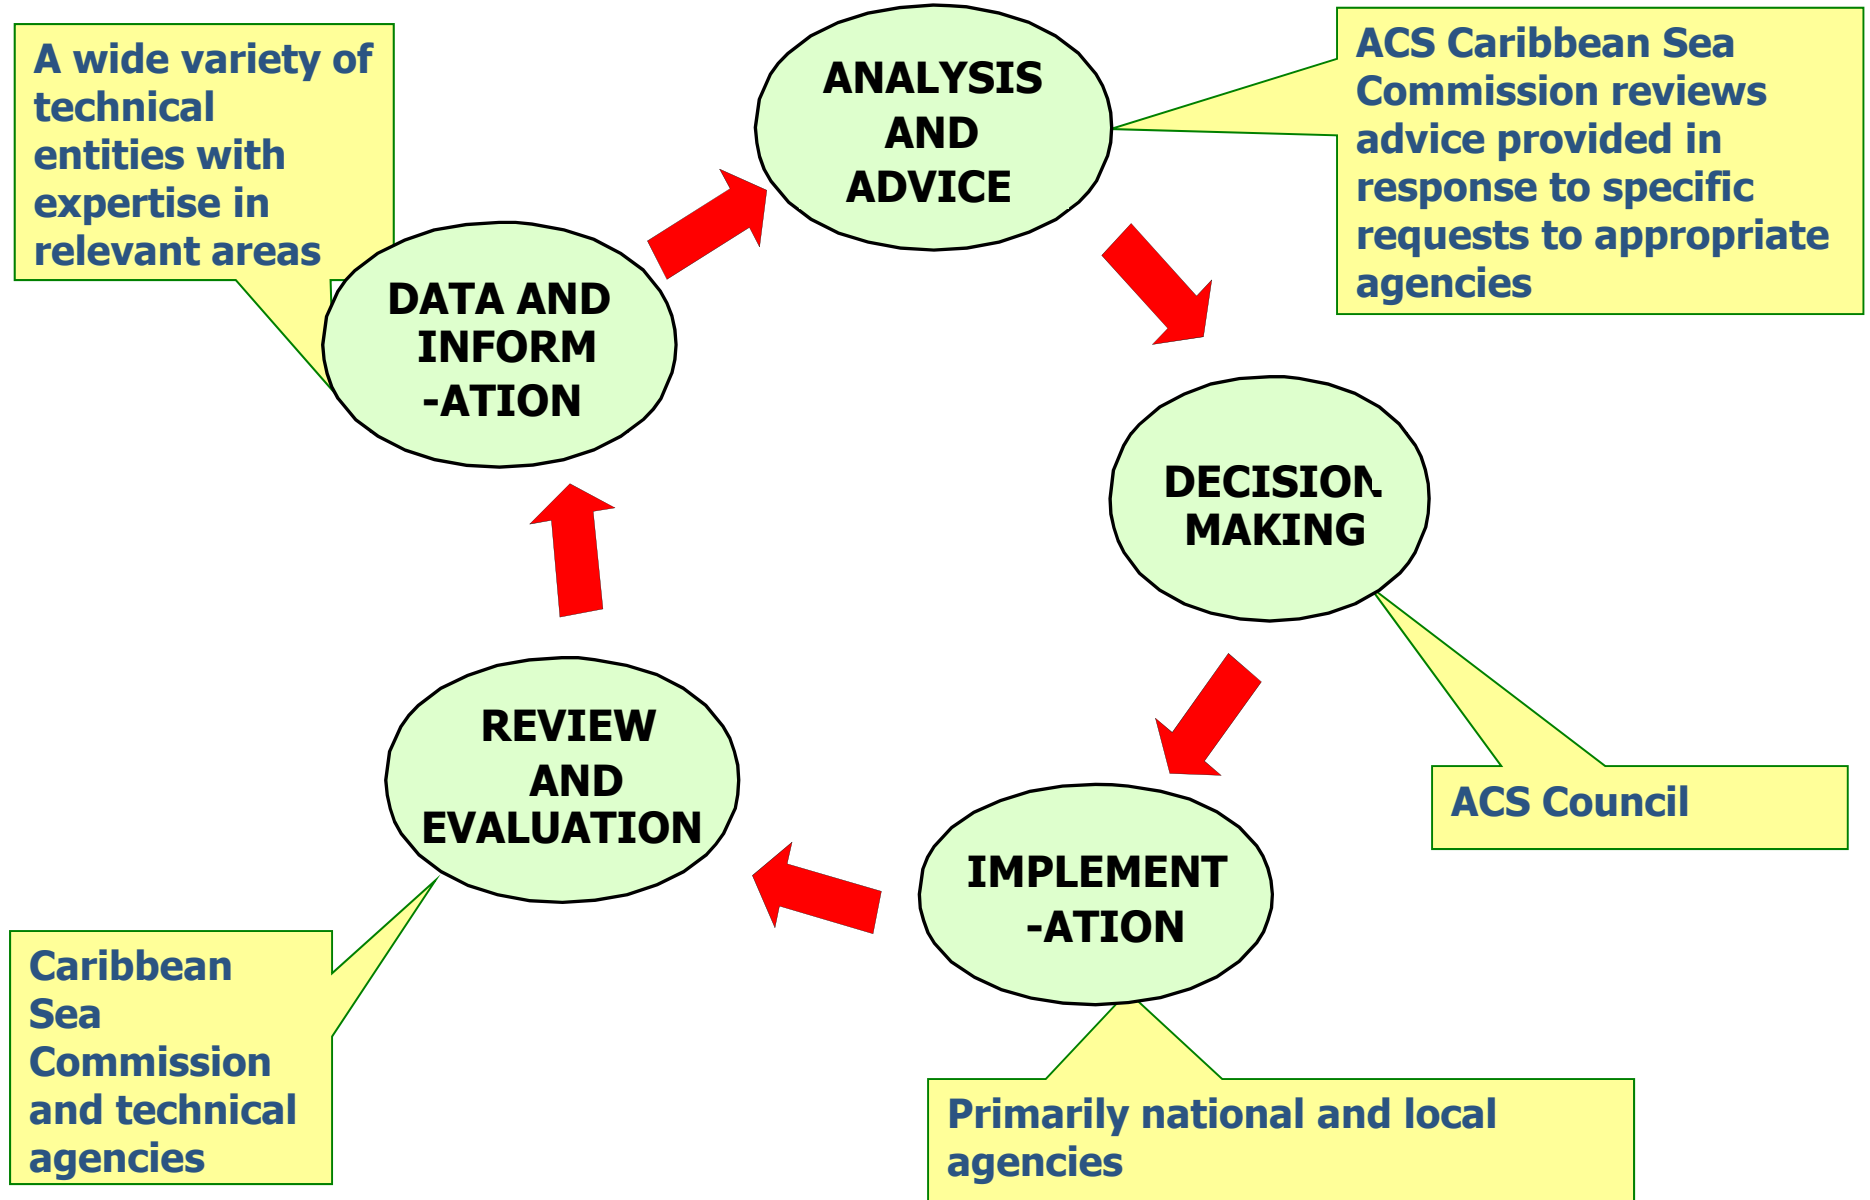 A wide variety of
technical
entities with
expertise in
relevant areas
ANALYSIS
AND
ADVICE
ACS Caribbean Sea
Commission reviews
advice provided in
response to specific
requests to appropriate
agencies
DATA AND
INFORM
-ATION
DECISION
MAKING
ACS Council
IMPLEMENT
-ATION
Primarily national and local
agencies
REVIEW
AND
EVALUATION
Caribbean
Sea
Commission
and technical
agencies